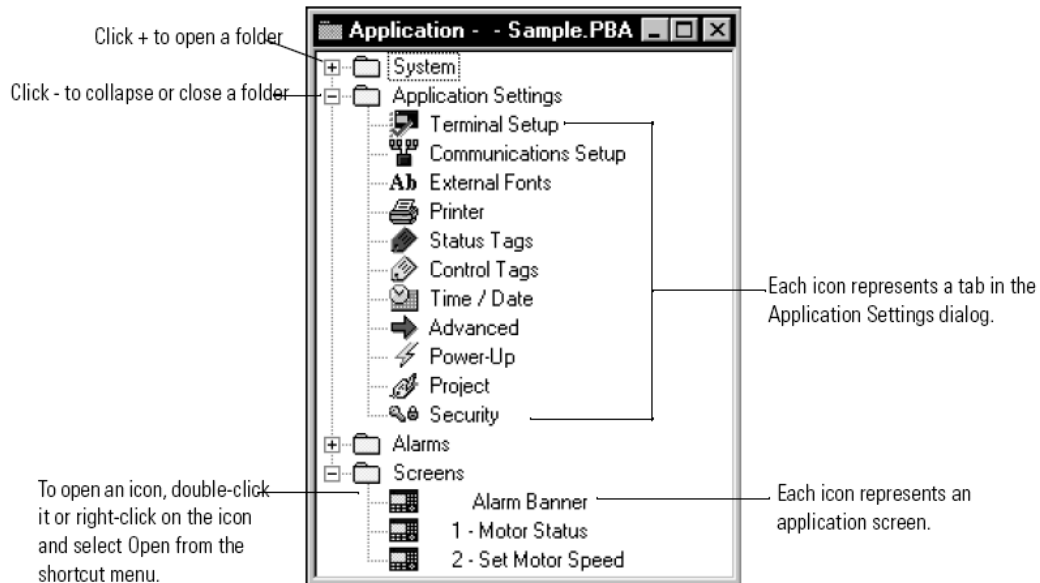 Application - - Sample.PBA
Click + to open a folder
System
Click - to collapse or close a folder
Application Settings
Terminal Setup
Communications Setup
Ab External Fonts
Printer
Status Tags
Control Tags
Time / Date
Advanced
Power-Up
Project
Security
Each icon represents a tab in the
Application Settings dialog.
Alarms
Screens
Alarm Banner
1 - Motor Status
2 - Set Motor Speed
To open an icon, double-click
it or right-click on the icon
and select Open from the
shortcut menu.
Each icon represents an
application screen.